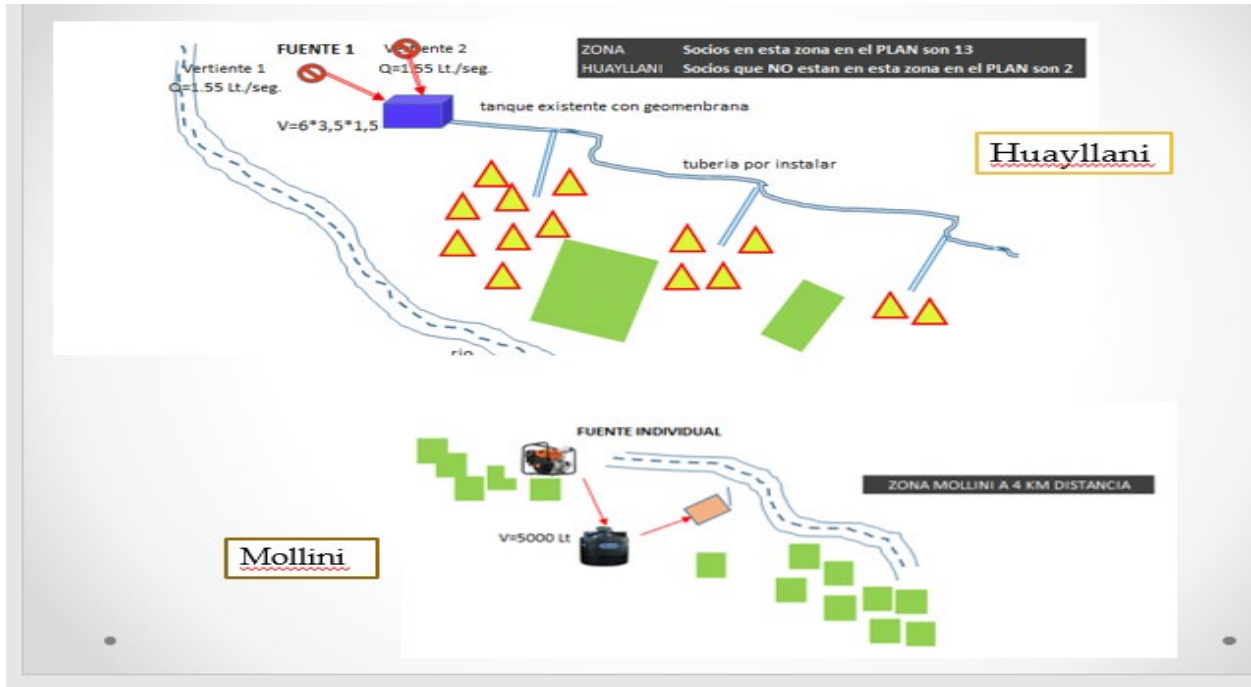 FUENTE 1
Vertiente 2
Vertiente 1
Q=1.55 Lt./seg.
Q=1.55 Lt./seg.
V=6*3,5*1,5
ZONA Socios en esta zona en el PLAN son 13
HUAYLLANI Socios que NO estan en esta zona en el PLAN son 2
tanque existente con geomenbrana
Huayllani
tuberia por instalar
rio
FUENTE INDIVIDUAL
ZONA MOLLINI A 4 KM DISTANCIA
V=5000 Lt
Mollini